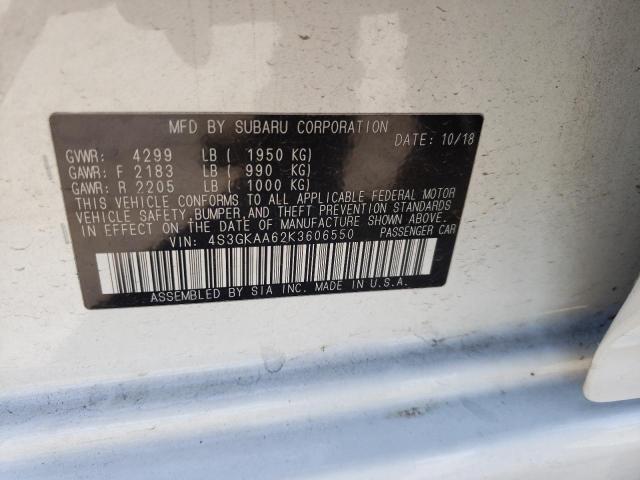 MFD BY SUBARU CORPORATION
DATE: 10/18
GVWR: 4299 LB ( 1950 KG)
GAWR: F 2183 LB ( 990 KG)
GAWR: R 2205 LB ( 1000 KG)
THIS VEHICLE CONFORMS TO ALL APPLICABLE FEDERAL MOTOR
VEHICLE SAFETY, BUMPER, AND THEFT PREVENTION STANDARDS
IN EFFECT ON THE DATE OF MANUFACTURE SHOWN ABOVE.
VIN: 4S3GKAA62K3606550 PASSENGER CAR
ASSEMBLED BY SIA INC. MADE IN U.S.A.